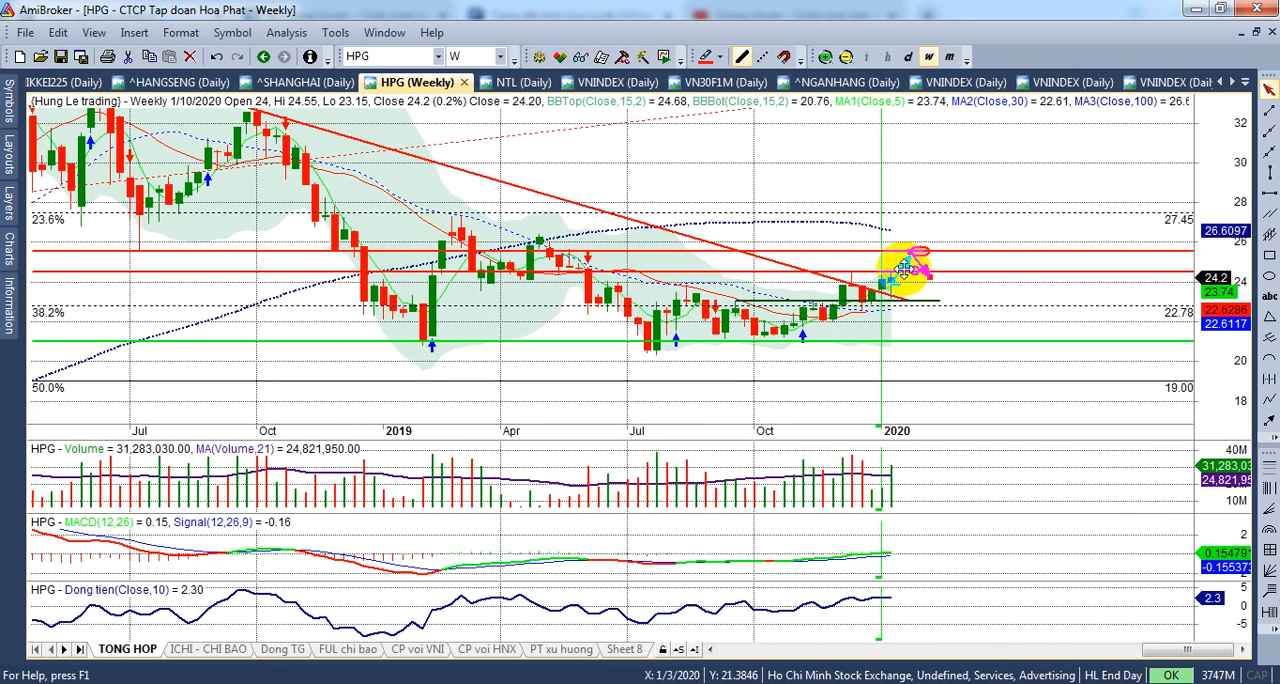 AmiBroker - [HPG - CTCP Tap doan Hoa Phat - Weekly]
File Edit View Insert Format Symbol Analysis Tools Window Help
HPG W h d w m
IKKEI225 (Daily) ^HANGSENG (Daily) ^SHANGHAI (Daily) HPG (Weekly) NTL (Daily) VNINDEX (Daily) VN30F1M (Daily) ^NGANHANG (Daily) VNINDEX (Daily) VNINDEX (Daily) VNINDEX (Dail
{Hung Le trading} - Weekly 1/10/2020 Open 24, Hi 24.55, Lo 23.15, Close 24.2 (0.2%) Close = 24.20, BBTop(Close,15,2) = 24.68, BBBot(Close,15,2) = 20.76, MA1(Close,5) = 23.74, MA2(Close,30) = 22.61, MA3(Close,100) = 26.6
Symbols
Layouts
Layers
Charts
Information
32
30
28
26
24
20
18
23.6%
27.45
26.6097
24.2
23.74
38.2%
22.78
22.6286
22.6117
50.0%
19.00
abc
Jul Oct 2019 Apr Jul Oct 2020
HPG - Volume = 31,283,030.00, MA(Volume,21) = 24,821,950.00
40M
31,283,03
24,821,95
10M
HPG - MACD(12,26) = 0.15, Signal(12,26,9) = -0.16
2
0.154791
-0.155373
HPG - Dong tien(Close,10) = 2.30
5
2.3
0
-5
TONG HOP ICHI - CHI BAO Dong TG FUL chi bao CP voi VNI CP voi HNX PT xu huong Sheet 8
For Help, press F1 X: 1/3/2020 Y: 21.3846 Ho Chi Minh Stock Exchange, Undefined, Services, Advertising HL End Day OK 3747M CAP